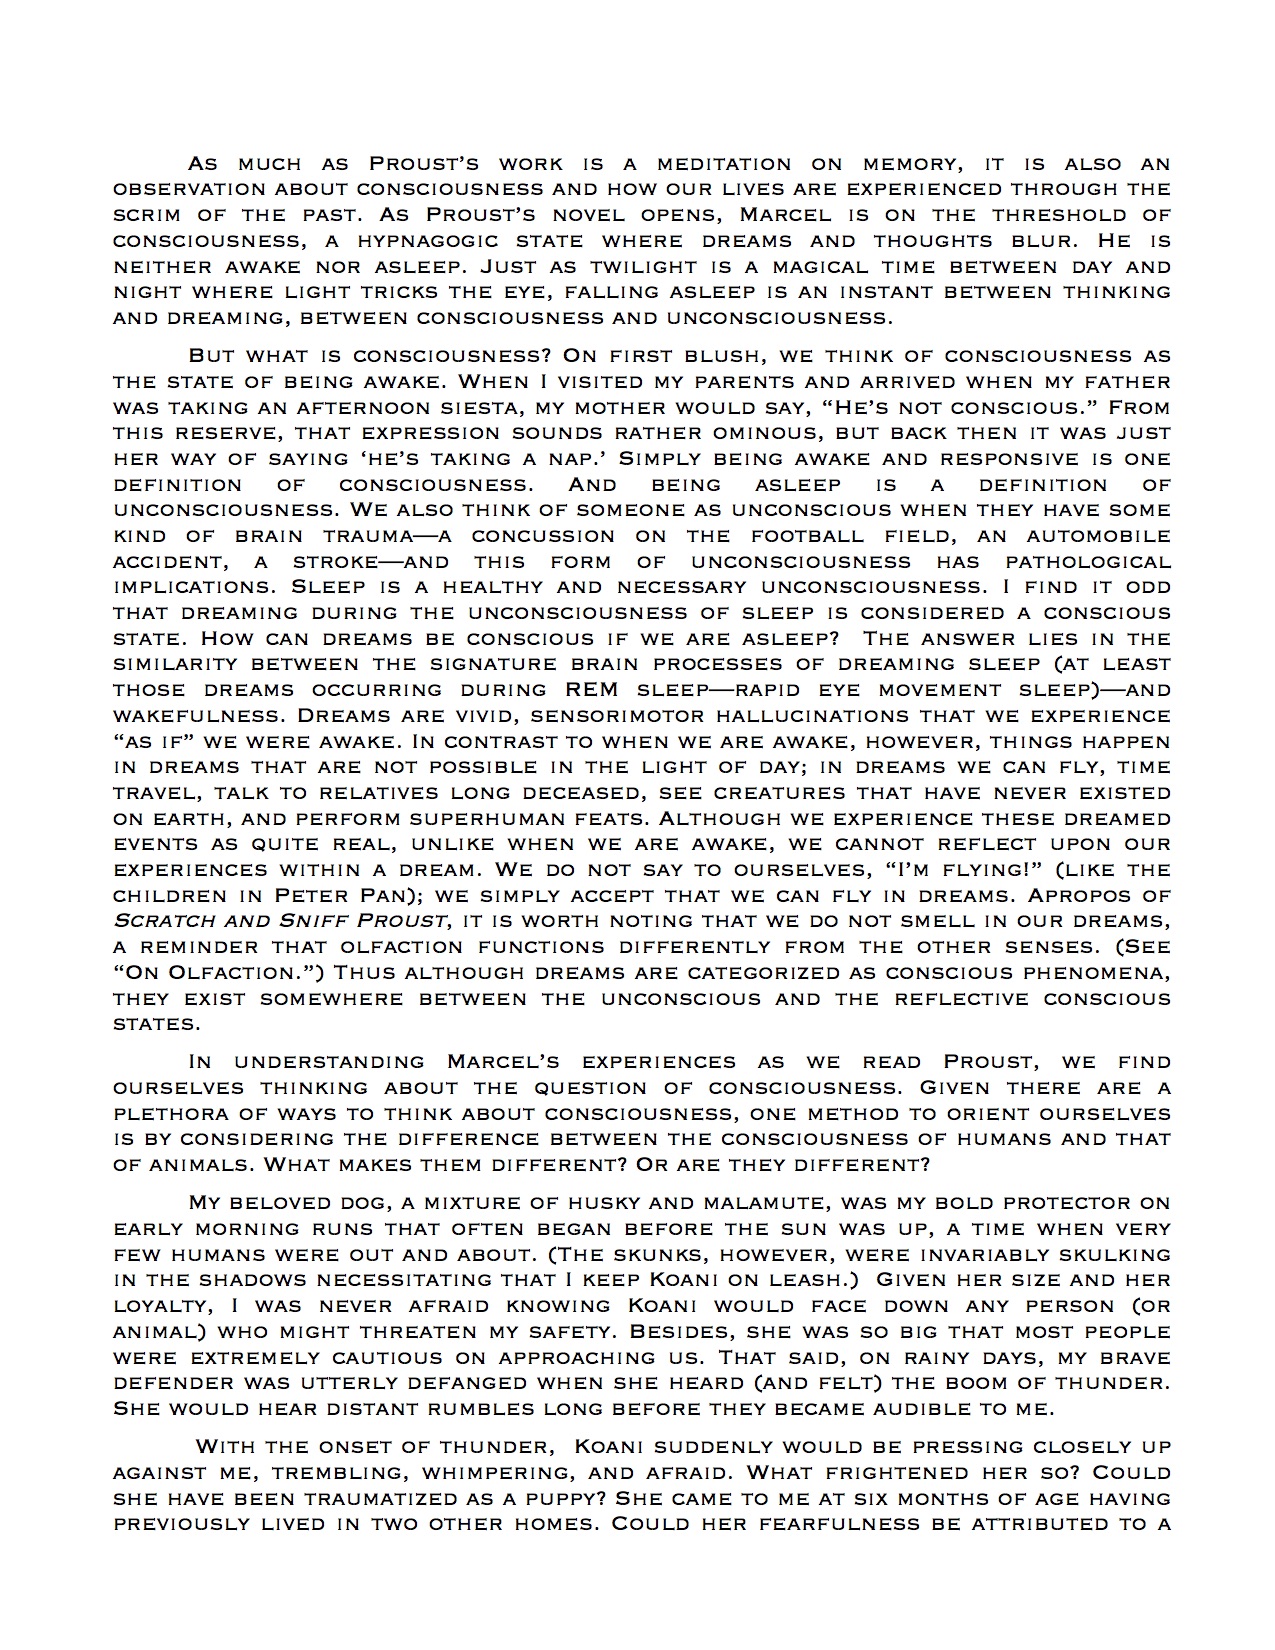 As much as Proust's work is a meditation on memory, it is also an
observation about consciousness and how our lives are experienced through the
scrim of the past. As Proust's novel opens, Marcel is on the threshold of
consciousness, a hypnagogic state where dreams and thoughts blur. He is
neither awake nor asleep. Just as twilight is a magical time between day and
night where light tricks the eye, falling asleep is an instant between thinking
and dreaming, between consciousness and unconsciousness.
But what is consciousness? On first blush, we think of consciousness as
the state of being awake. When I visited my parents and arrived when my father
was taking an afternoon siesta, my mother would say, “He's not conscious.” From
this reserve, that expression sounds rather ominous, but back then it was just
her way of saying ‘he's taking a nap.’ Simply being awake and responsive is one
definition of consciousness. And being asleep is a definition of
unconsciousness. We also think of someone as unconscious when they have some
kind of brain trauma—a concussion on the football field, an automobile
accident, a stroke—and this form of unconsciousness has pathological
implications. Sleep is a healthy and necessary unconsciousness. I find it odd
that dreaming during the unconsciousness of sleep is considered a conscious
state. How can dreams be conscious if we are asleep?  The answer lies in the
similarity between the signature brain processes of dreaming sleep (at least
those dreams occurring during REM sleep—rapid eye movement sleep)—and
wakefulness. Dreams are vivid, sensorimotor hallucinations that we experience
“as if” we were awake. In contrast to when we are awake, however, things happen
in dreams that are not possible in the light of day; in dreams we can fly, time
travel, talk to relatives long deceased, see creatures that have never existed
on earth, and perform superhuman feats. Although we experience these dreamed
events as quite real, unlike when we are awake, we cannot reflect upon our
experiences within a dream. We do not say to ourselves, “I'm flying!” (like the
children in Peter Pan); we simply accept that we can fly in dreams. Apropos of
Scratch and Sniff Proust, it is worth noting that we do not smell in our dreams,
a reminder that olfaction functions differently from the other senses. (See
“On Olfaction.”) Thus although dreams are categorized as conscious phenomena,
they exist somewhere between the unconscious and the reflective conscious
states.
In understanding Marcel's experiences as we read Proust, we find
ourselves thinking about the question of consciousness. Given there are a
plethora of ways to think about consciousness, one method to orient ourselves
is by considering the difference between the consciousness of humans and that
of animals. What makes them different? Or are they different?
My beloved dog, a mixture of husky and malamute, was my bold protector on
early morning runs that often began before the sun was up, a time when very
few humans were out and about. (The skunks, however, were invariably skulking
in the shadows necessitating that I keep Koani on leash.)  Given her size and her
loyalty, I was never afraid knowing Koani would face down any person (or
animal) who might threaten my safety. Besides, she was so big that most people
were extremely cautious on approaching us. That said, on rainy days, my brave
defender was utterly defanged when she heard (and felt) the boom of thunder.
She would hear distant rumbles long before they became audible to me.
With the onset of thunder,  Koani suddenly would be pressing closely up
against me, trembling, whimpering, and afraid. What frightened her so? Could
she have been traumatized as a puppy? She came to me at six months of age having
previously lived in two other homes. Could her fearfulness be attributed to a